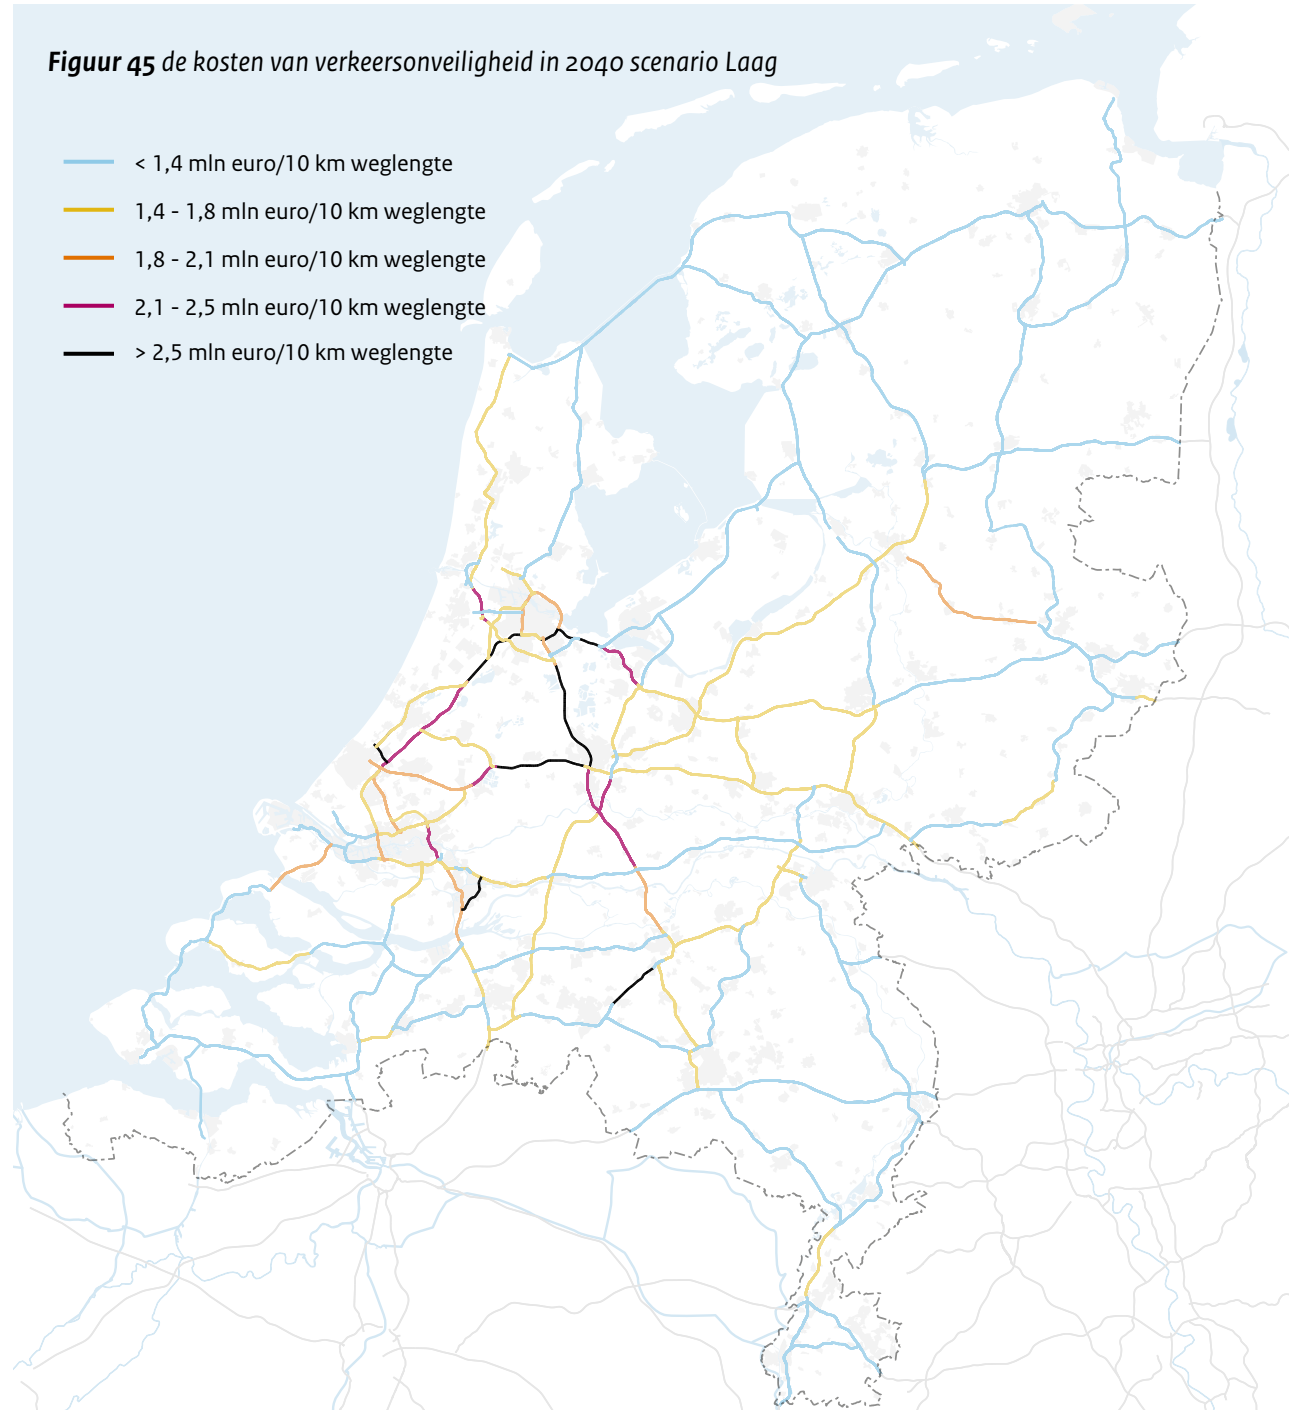 Figuur 45 de kosten van verkeersonveiligheid in 2040 scenario Laag
< 1,4 mln euro/10 km weglengte
1,4 - 1,8 mln euro/10 km weglengte
1,8 - 2,1 mln euro/10 km weglengte
2,1 - 2,5 mln euro/10 km weglengte
> 2,5 mln euro/10 km weglengte